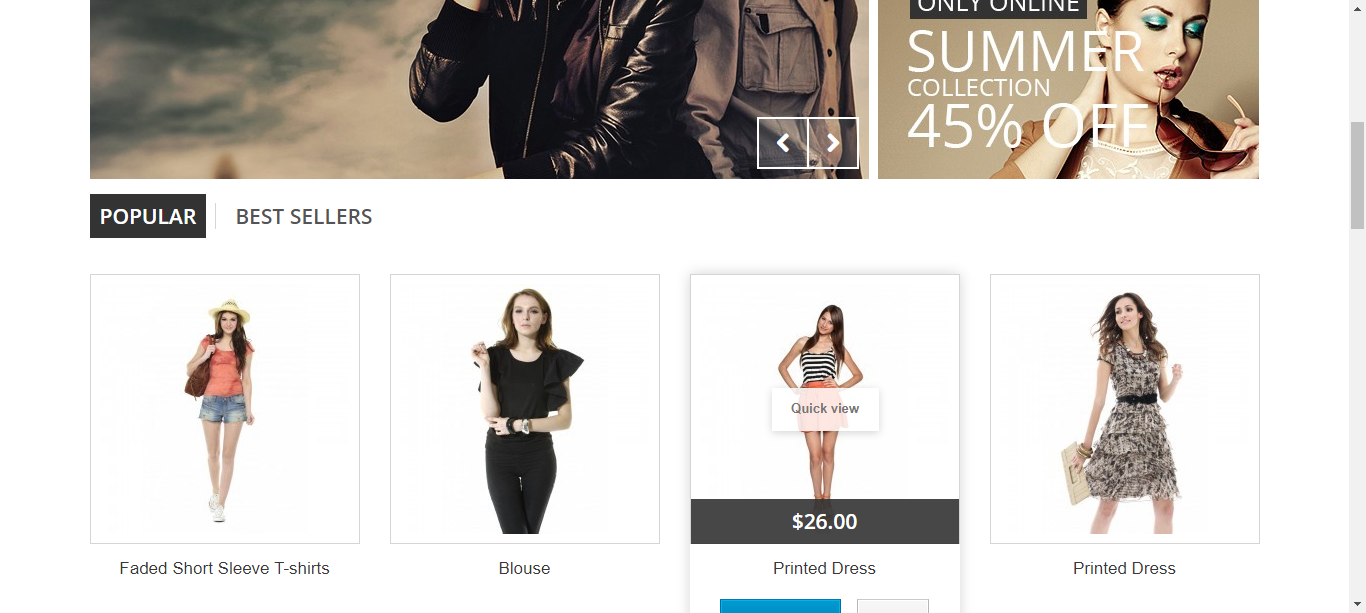 ONLY ONLINE
SUMMER
COLLECTION
45% OFF
POPULAR
BEST SELLERS
Quick view
$26.00
Faded Short Sleeve T-shirts
Blouse
Printed Dress
Printed Dress